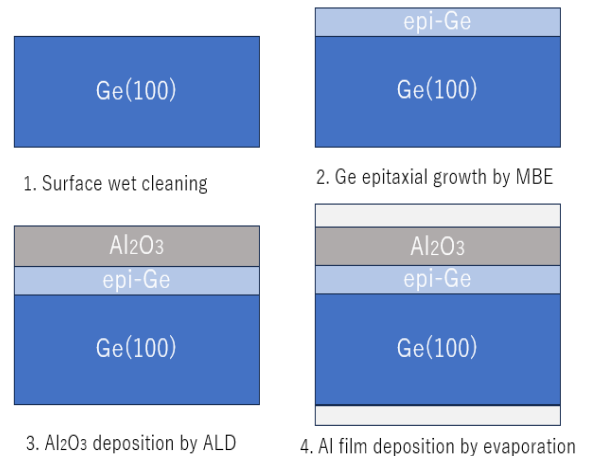 Ge(100)
1. Surface wet cleaning
epi-Ge
Ge(100)
2. Ge epitaxial growth by MBE
Al2O3
epi-Ge
Ge(100)
3. Al2O3 deposition by ALD
Al2O3
epi-Ge
Ge(100)
4. Al film deposition by evaporation